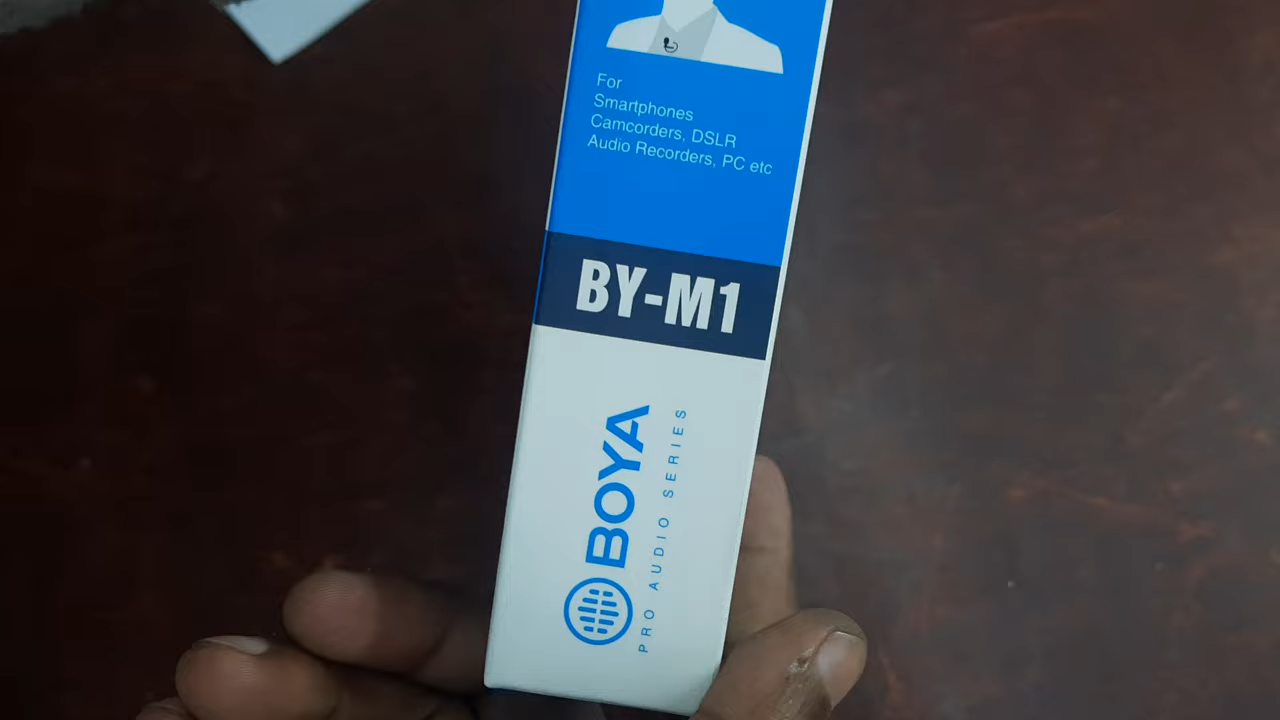 For
Smartphones
Camcorders, DSLR
Audio Recorders, PC etc
BY-M1
BOYA
PRO AUDIO SERIES